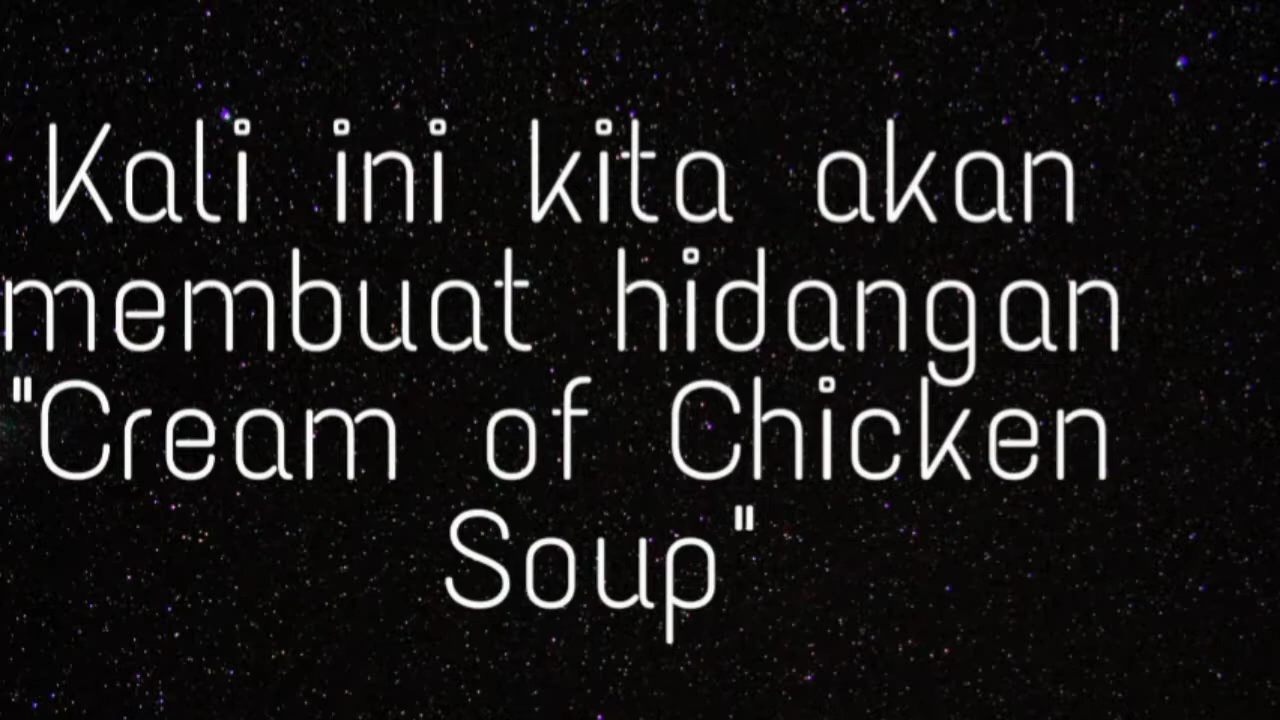 Kali ini kita akan
membuat hidangan
"Cream of Chicken
Soup"